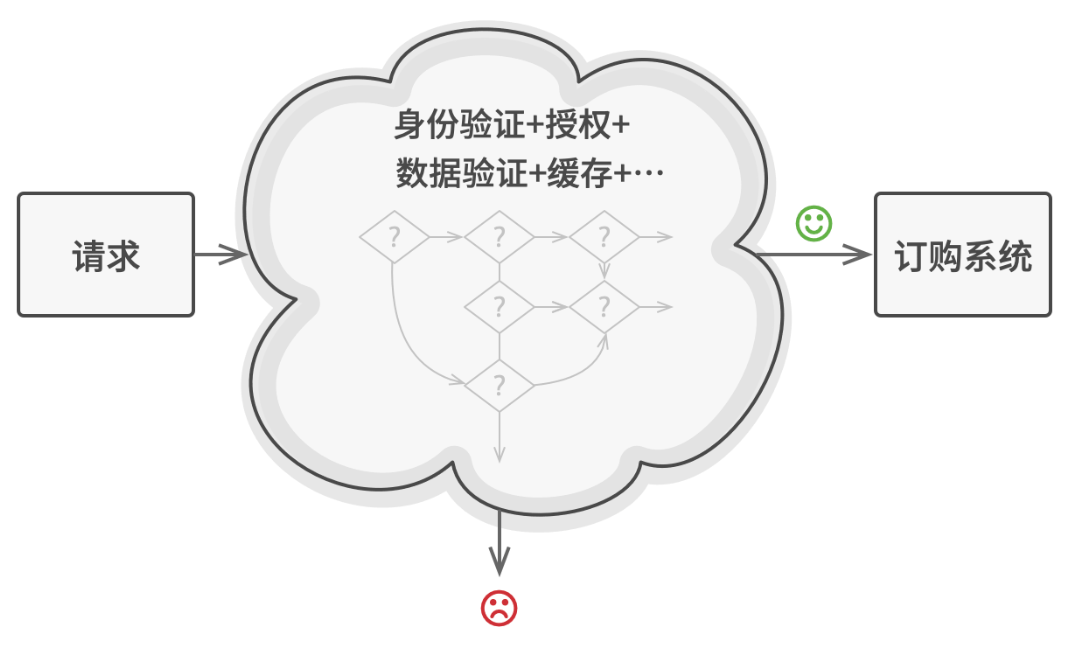 身份验证+授权+
数据验证+缓存+…
请求
? ? ?
? ?
?
订购系统